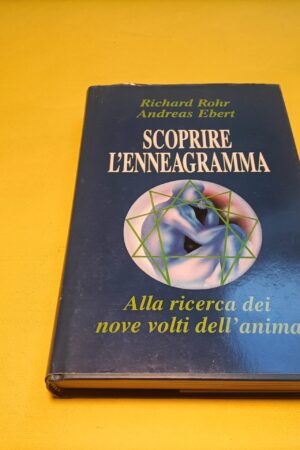 Richard Rohr
Andreas Ebert
SCOPRIRE
L'ENNEAGRAMMA
Alla ricerca dei
nove volti dell'anima